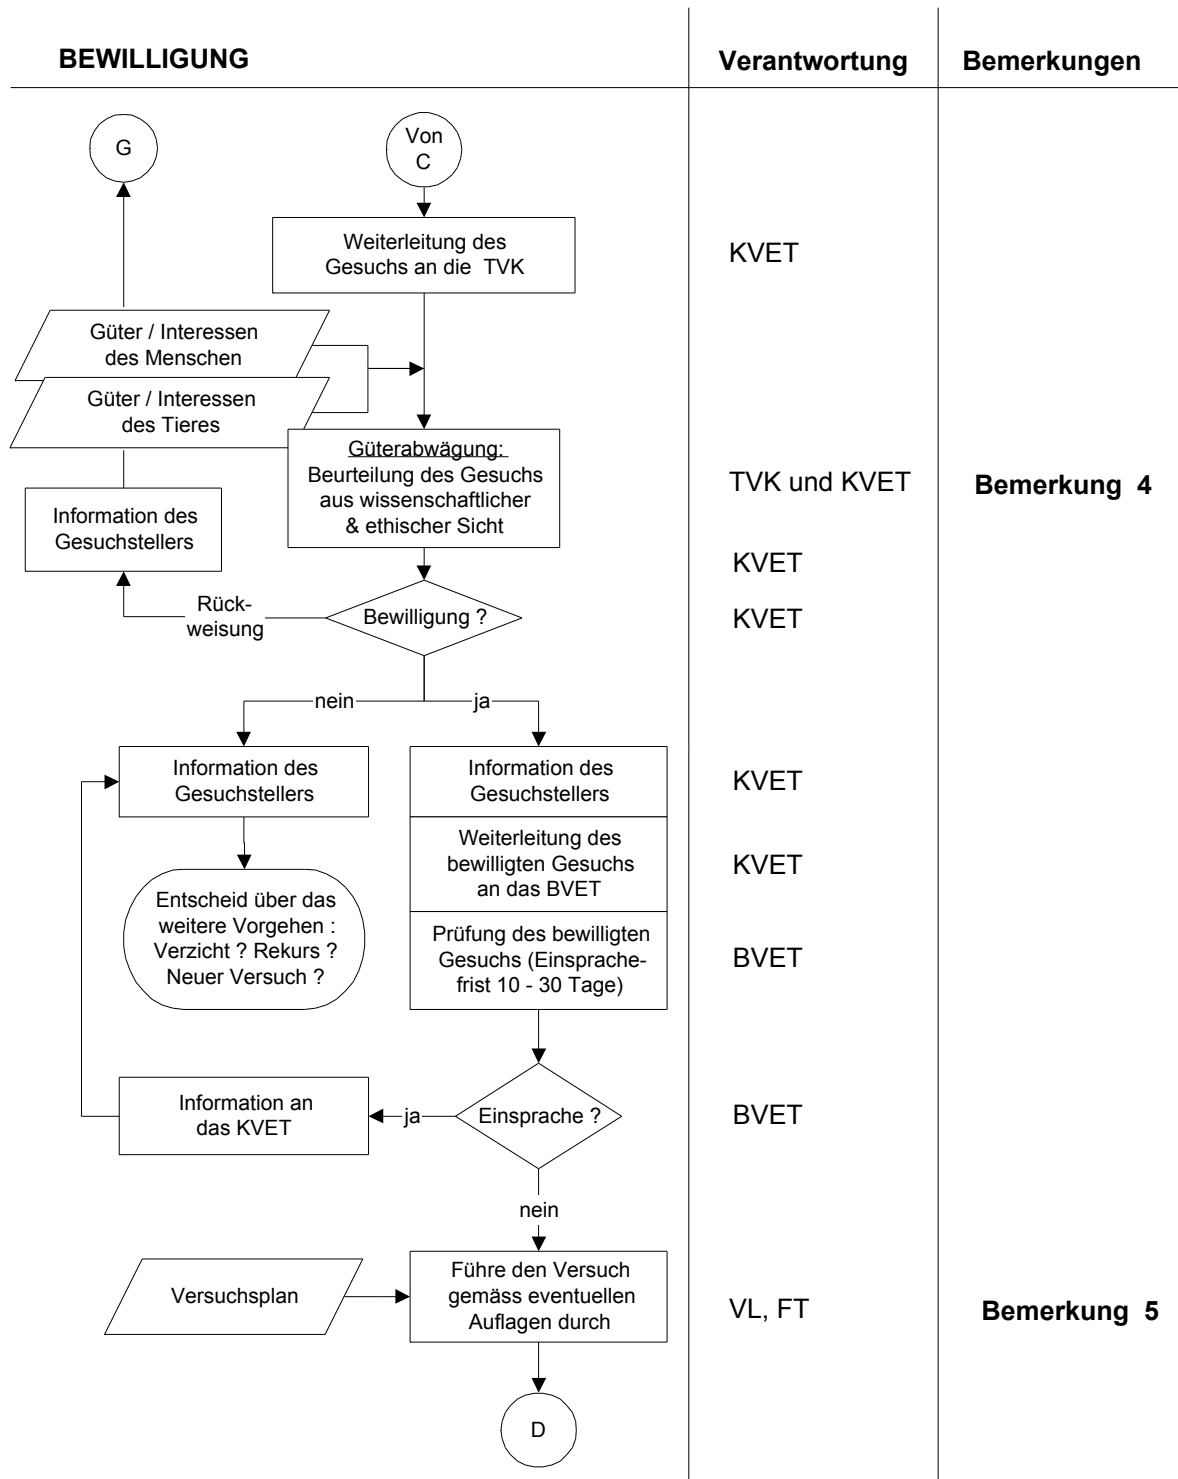 BEWILLIGUNG
Verantwortung
Bemerkungen
G
Von
C
Weiterleitung des
Gesuchs an die TVK
KVET
Güter / Interessen
des Menschen
Güter / Interessen
des Tieres
Güterabwägung:
Beurteilung des Gesuchs
aus wissenschaftlicher
& ethischer Sicht
TVK und KVET
Bemerkung 4
Information des
Gesuchstellers
KVET
Rück-
weisung
Bewilligung ?
KVET
nein
ja
Information des
Gesuchstellers
Information des
Gesuchstellers
KVET
Weiterleitung des
bewilligten Gesuchs
an das BVET
KVET
Entscheid über das
weitere Vorgehen :
Verzicht ? Rekurs ?
Neuer Versuch ?
Prüfung des bewilligten
Gesuchs (Einsprache-
frist 10 - 30 Tage)
BVET
Information an
das KVET
ja
Einsprache ?
BVET
nein
Versuchsplan
Führe den Versuch
gemäss eventuellen
Auflagen durch
VL, FT
Bemerkung 5
D